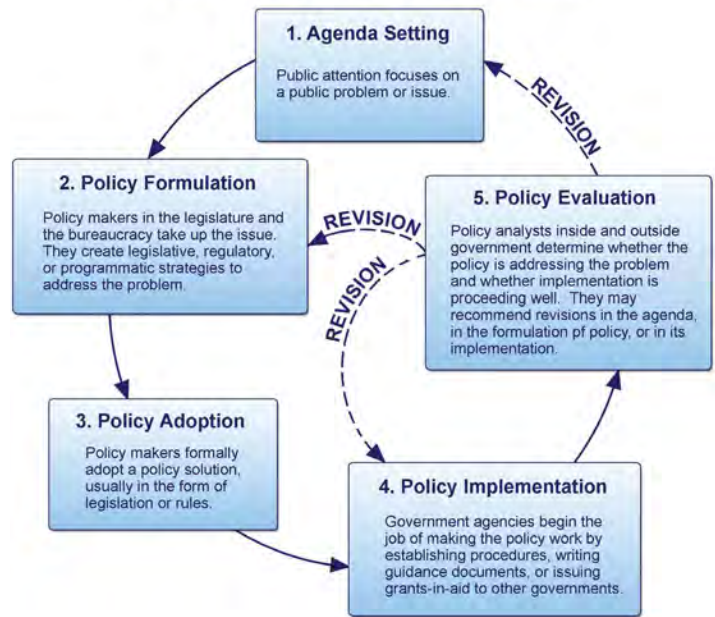 1. Agenda Setting
Public attention focuses on
a public problem or issue.
REVISION
2. Policy Formulation
Policy makers in the legislature and
the bureaucracy take up the issue.
They create legislative, regulatory,
or programmatic strategies to
address the problem.
REVISION
REVISION
5. Policy Evaluation
Policy analysts inside and outside
government determine whether the
policy is addressing the problem
and whether implementation is
proceeding well. They may
recommend revisions in the agenda,
in the formulation pf policy, or in its
implementation.
3. Policy Adoption
Policy makers formally
adopt a policy solution,
usually in the form of
legislation or rules.
4. Policy Implementation
Government agencies begin the
job of making the policy work by
establishing procedures, writing
guidance documents, or issuing
grants-in-aid to other governments.